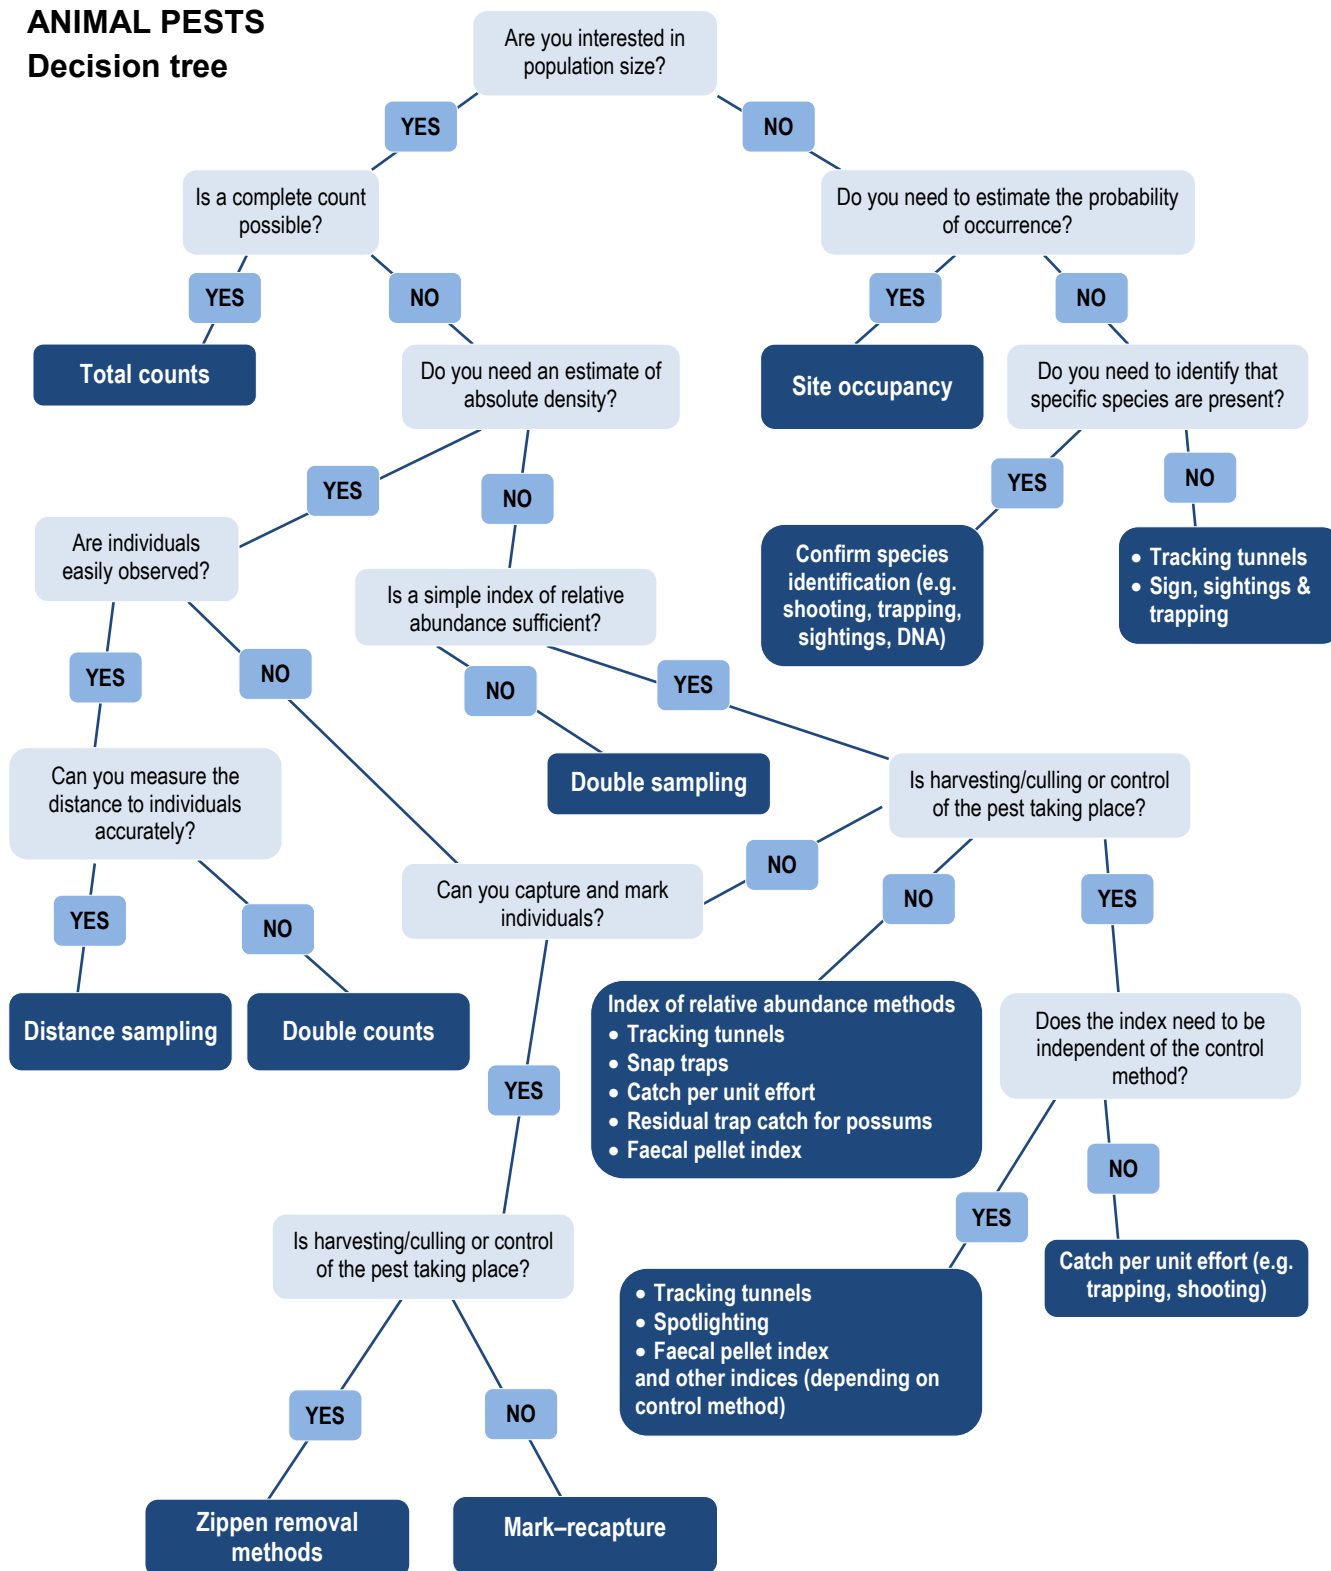 ANIMAL PESTS
Decision tree
Are you interested in
population size?
YES
NO
Is a complete count
possible?
Do you need to estimate the probability
of occurrence?
YES
NO
YES
NO
Total counts
Do you need an estimate of
absolute density?
Site occupancy
Do you need to identify that
specific species are present?
YES
NO
YES
NO
Are individuals
easily observed?
Is a simple index of relative
abundance sufficient?
Confirm species
identification (e.g.
shooting, trapping,
sightings, DNA)
• Tracking tunnels
• Sign, sightings &
trapping
YES
NO
NO
YES
Can you measure the
distance to individuals
accurately?
Double sampling
Is harvesting/culling or control
of the pest taking place?
Can you capture and mark
individuals?
NO
YES
NO
NO
YES
Distance sampling
Double counts
Index of relative abundance methods
• Tracking tunnels
• Snap traps
• Catch per unit effort
• Residual trap catch for possums
• Faecal pellet index
Does the index need to be
independent of the control
method?
YES
YES
NO
Is harvesting/culling or control
of the pest taking place?
• Tracking tunnels
• Spotlighting
• Faecal pellet index
and other indices (depending on
control method)
Catch per unit effort (e.g.
trapping, shooting)
YES
NO
Zippen removal
methods
Mark–recapture